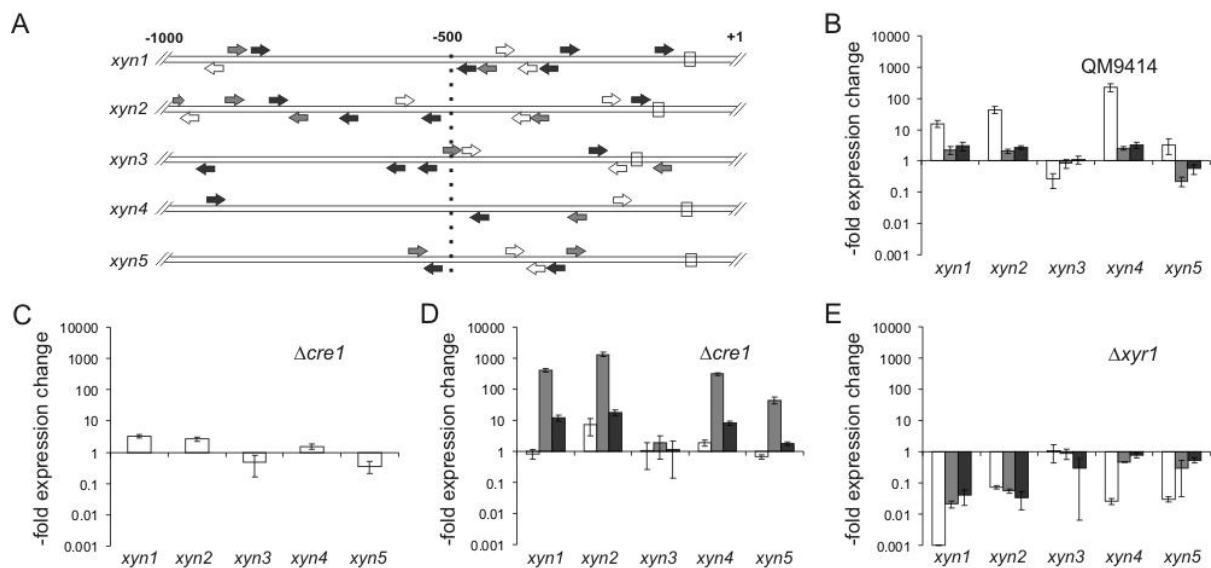 A
-1000
-500
+1
xyn1
xyn2
xyn3
xyn4
xyn5
B
-fold expression change
10000
1000
100
10
1
0.1
0.01
0.001
QM9414
xyn1 xyn2 xyn3 xyn4 xyn5
C
-fold expression change
10000
1000
100
10
1
0.1
0.01
0.001
Δcre1
xyn1 xyn2 xyn3 xyn4 xyn5
D
-fold expression change
10000
1000
100
10
1
0.1
0.01
0.001
Δcre1
xyn1 xyn2 xyn3 xyn4 xyn5
E
-fold expression change
10000
1000
100
10
1
0.1
0.01
0.001
Δxyr1
xyn1 xyn2 xyn3 xyn4 xyn5